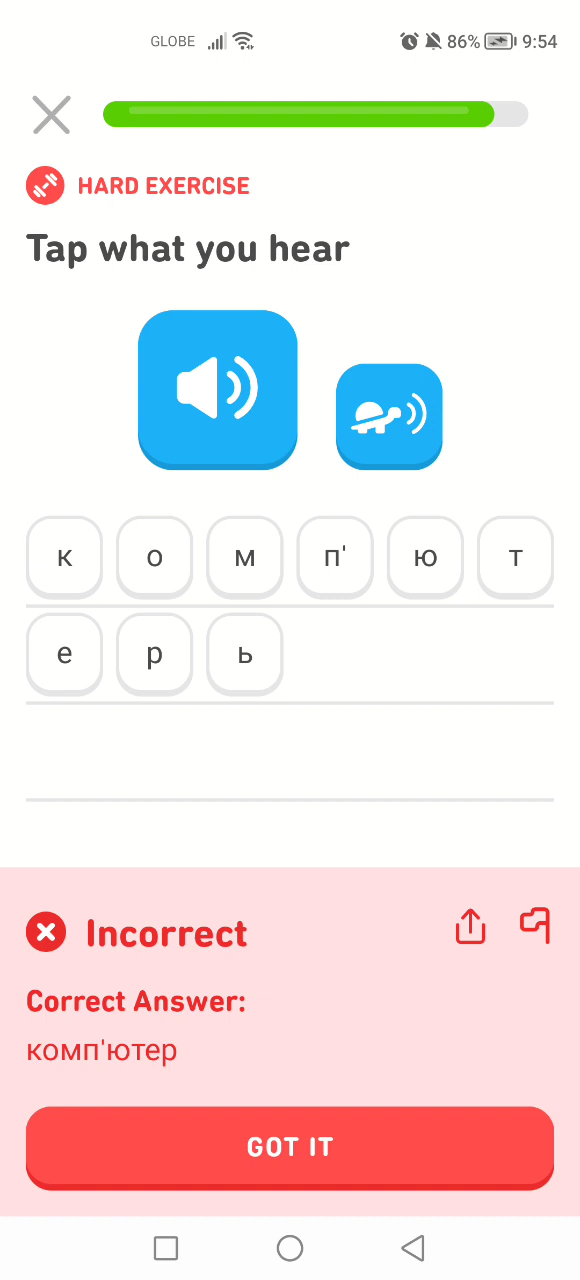 GLOBE 86% 9:54
HARD EXERCISE
Tap what you hear
к о м п' ю т
е р ь
Incorrect
Correct Answer:
комп'ютер
GOT IT